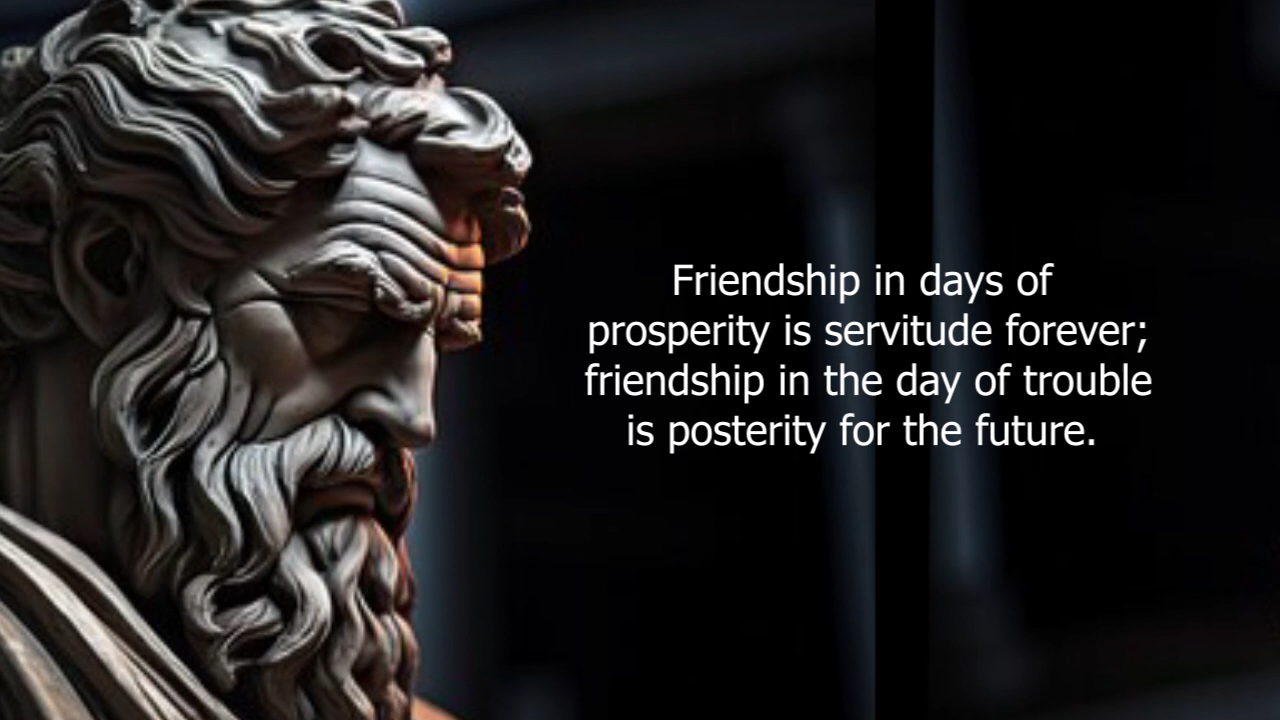 Friendship in days of
prosperity is servitude forever;
friendship in the day of trouble
is posterity for the future.